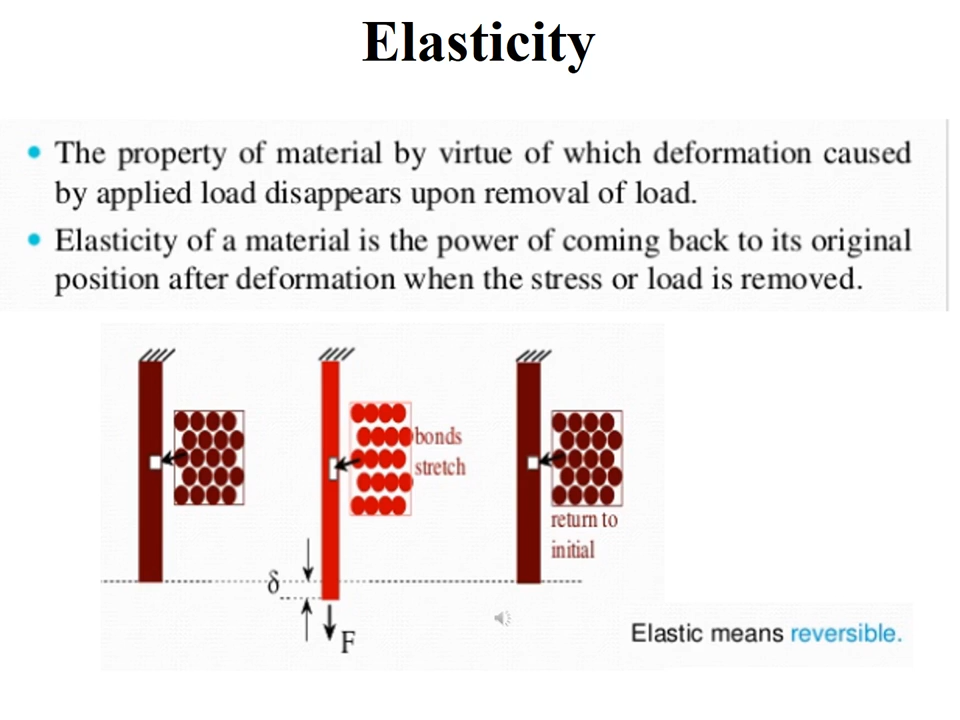 Elasticity
• The property of material by virtue of which deformation caused
by applied load disappears upon removal of load.
• Elasticity of a material is the power of coming back to its original
position after deformation when the stress or load is removed.
bonds
stretch
return to
initial
δ
F
Elastic means reversible.